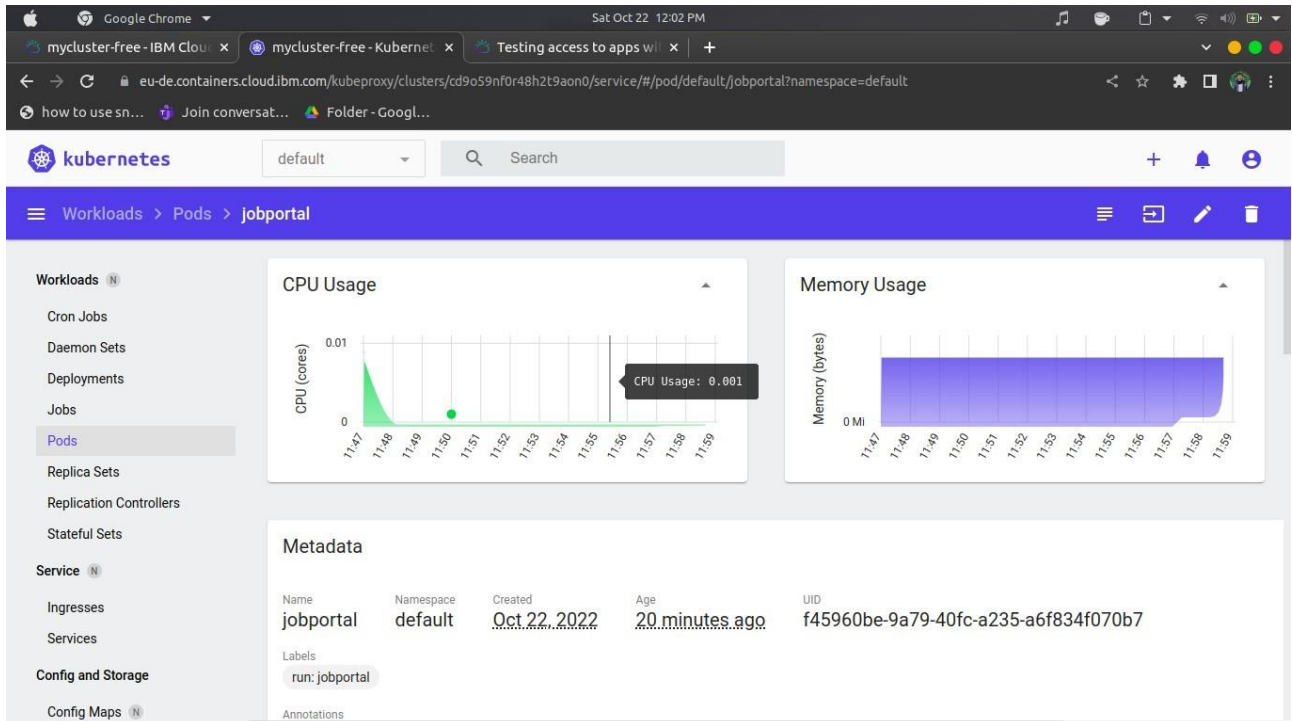 Google Chrome
Sat Oct 22 12:02 PM
mycluster-free - IBM Clou
mycluster-free - Kubernet
Testing access to apps wi
eu-de.containers.cloud.ibm.com/kubeproxy/clusters/cd9o59nf0r48h2t9aon0/service/#/pod/default/jobportal?namespace=default
how to use sn...
Join conversat...
Folder - Googl...
kubernetes
default
Search
Workloads > Pods > jobportal
Workloads N
Cron Jobs
Daemon Sets
Deployments
Jobs
Pods
Replica Sets
Replication Controllers
Stateful Sets
Service N
Ingresses
Services
Config and Storage
Config Maps N
CPU Usage
CPU (cores)
0.01
0
CPU Usage: 0.001
11:47 11:48 11:49 11:50 11:51 11:52 11:53 11:54 11:55 11:56 11:57 11:58 11:59
Memory Usage
Memory (bytes)
0 Mi
11:47 11:48 11:49 11:50 11:51 11:52 11:53 11:54 11:55 11:56 11:57 11:58 11:59
Metadata
Name Namespace Created Age UID
jobportal default Oct 22, 2022 20 minutes ago f45960be-9a79-40fc-a235-a6f834f070b7
Labels
run: jobportal
Annotations